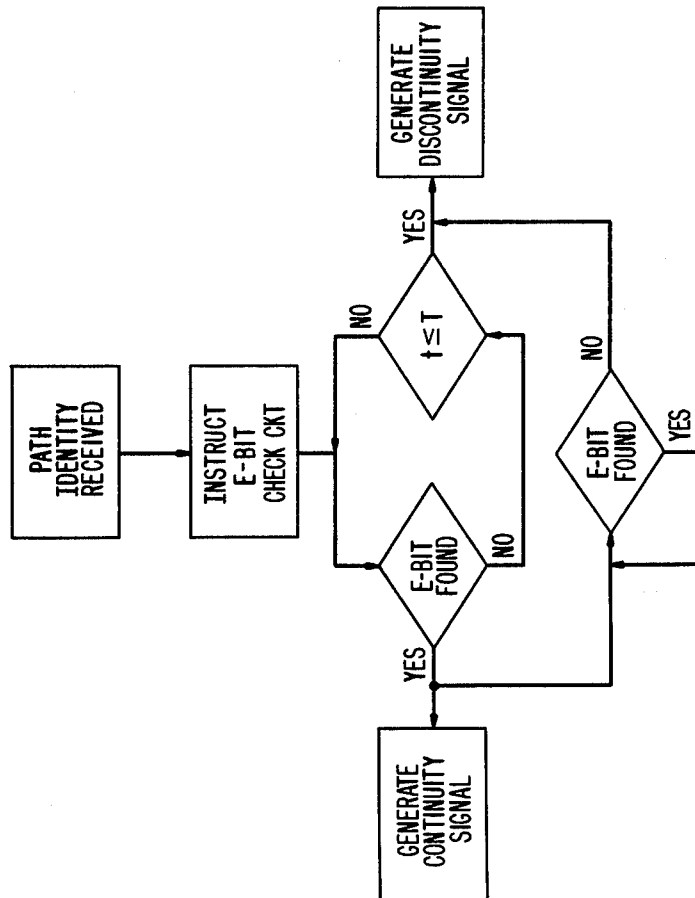 PATH
IDENTITY
RECEIVED
INSTRUCT
E-BIT
CHECK CKT
E-BIT
FOUND
YES
NO
t ≤ T
NO
YES
GENERATE
CONTINUITY
SIGNAL
GENERATE
DISCONTINUITY
SIGNAL
E-BIT
FOUND
NO
YES